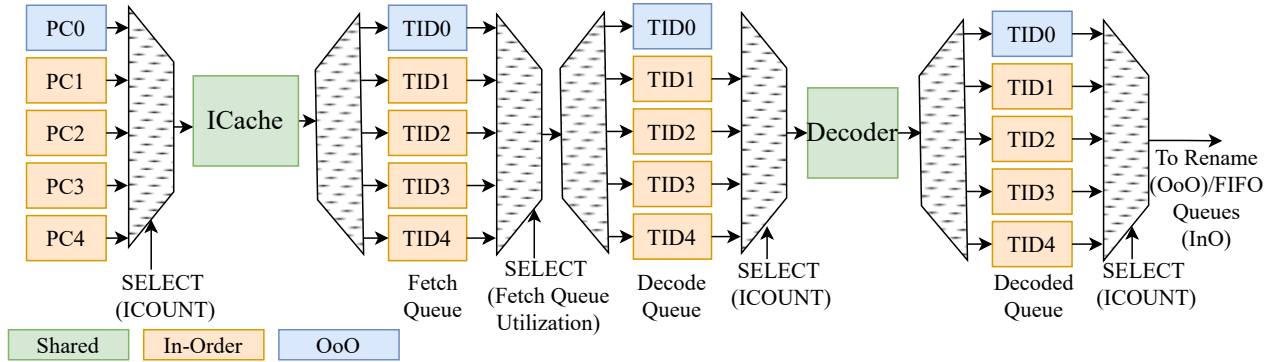 PC0
PC1
PC2
PC3
PC4
SELECT
(ICOUNT)
ICache
TID0
TID1
TID2
TID3
TID4
Fetch
Queue
SELECT
(Fetch Queue
Utilization)
TID0
TID1
TID2
TID3
TID4
Decode
Queue
SELECT
(ICOUNT)
Decoder
TID0
TID1
TID2
TID3
TID4
Decoded
Queue
SELECT
(ICOUNT)
To Rename
(OoO)/FIFO
Queues
(InO)
Shared
In-Order
OoO